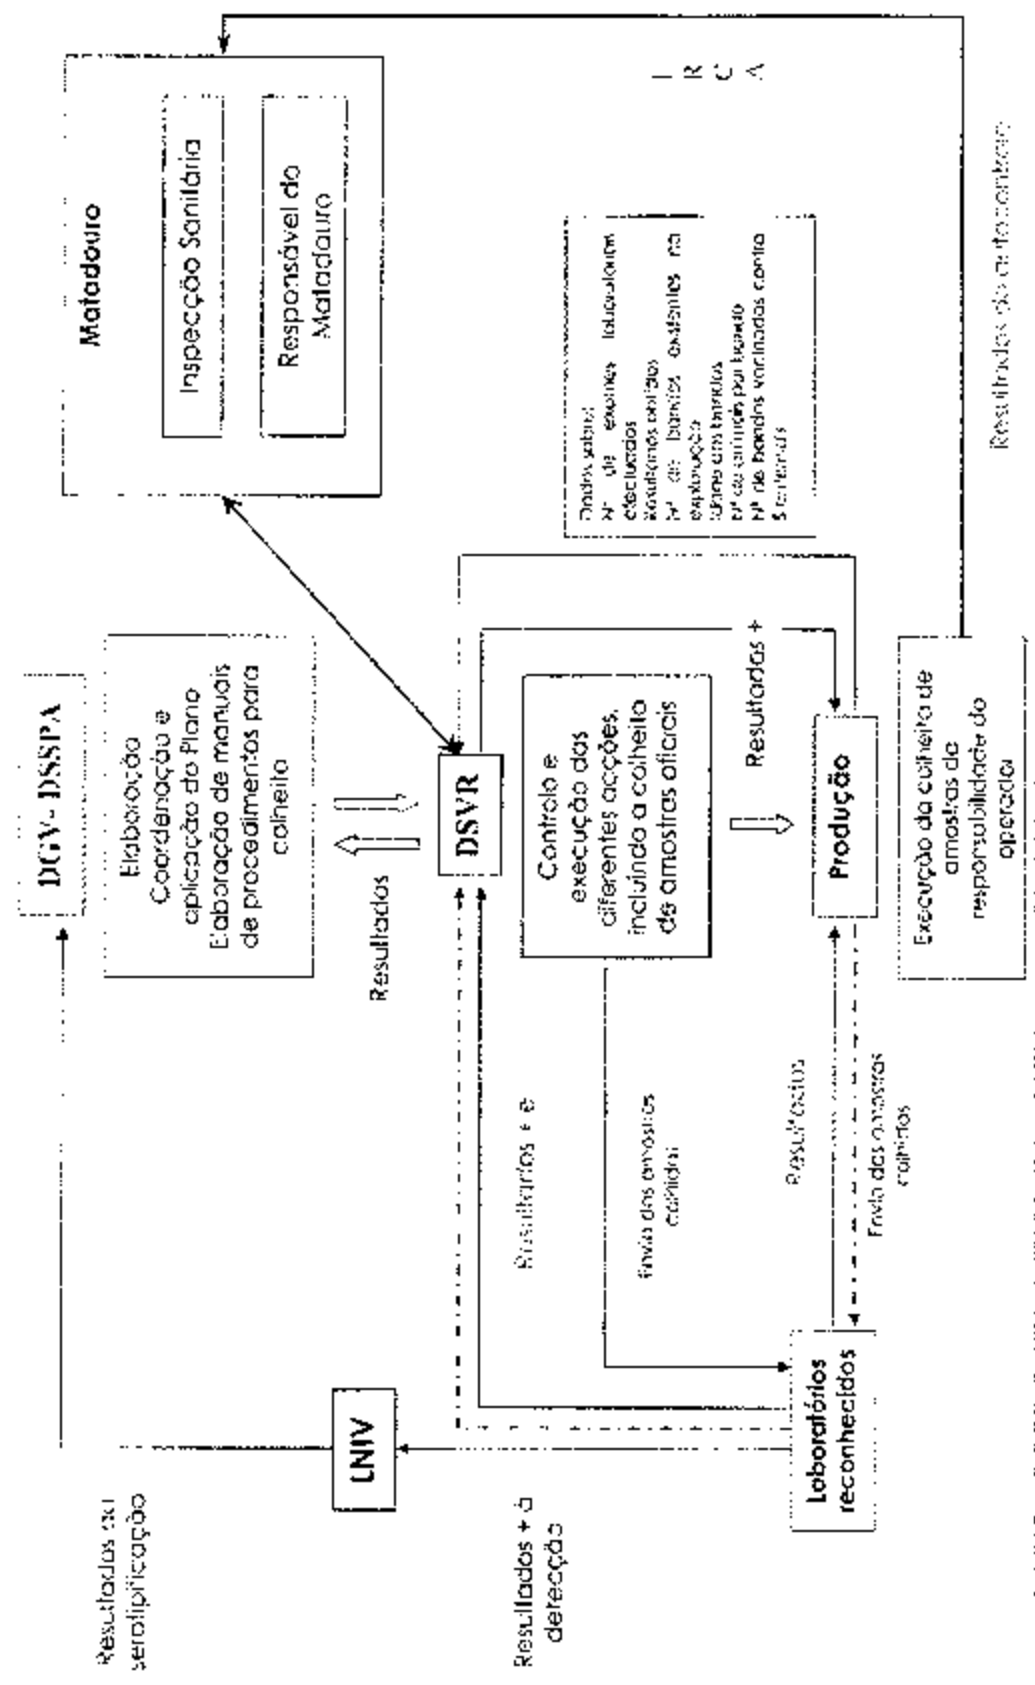 DGV- DSSPA
Elaboração
Coordenação e
aplicação do Plano
Elaboração de manuais
de procedimentos para
colheita
Matadouro
Inspecção Sanitária
Responsável do
Matadouro
LNIV
Resultados
serotipificação
Resultados
DSVR
Resultados + e
Resultados + à
detecção
Controlo e
execução das
diferentes acções,
incluindo a colheita
de amostras oficiais
Envio das amostras
colhidas
Dados sobre:
Nº de exames
efectuados
Resultados obtidos
Nº de bandos existentes na
exploração
Idade dos bandos
Nº de animais por bando
Nº de bandos vacinados contra
I
R
C
A
Resultados +
Laboratórios
reconhecidos
Resultados
Envio das amostras
colhidas
Produção
Execução da colheita de
amostras da
responsabilidade do
operador
Resultados do autocontrolo